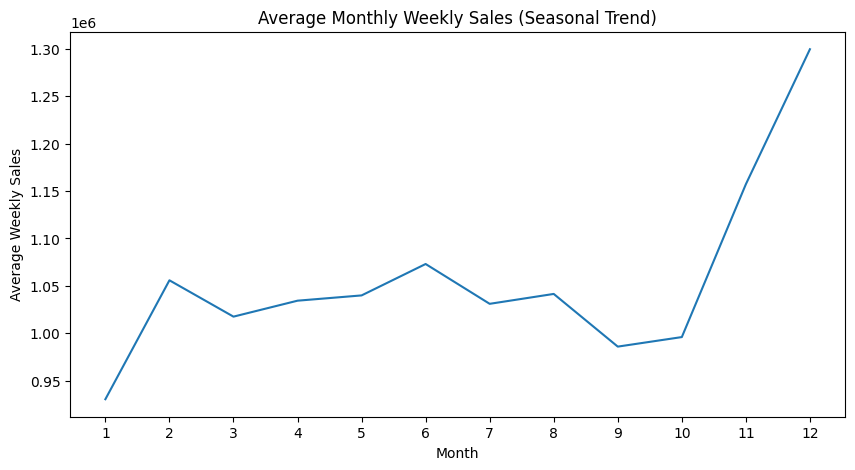 Average Monthly Weekly Sales (Seasonal Trend)
1e6
1.30
1.25
1.20
1.15
1.10
1.05
1.00
0.95
Average Weekly Sales
1 2 3 4 5 6 7 8 9 10 11 12
Month